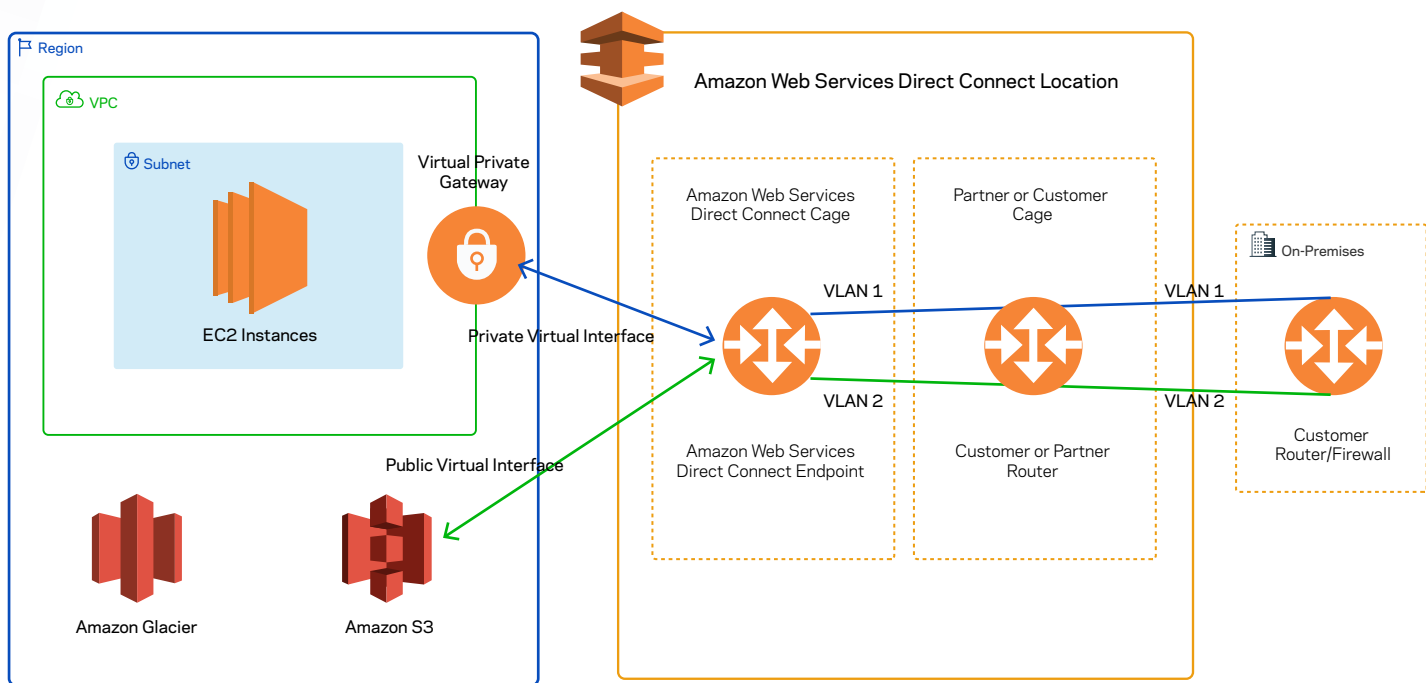 Region
VPC
Subnet
EC2 Instances
Virtual Private
Gateway
Private Virtual Interface
Public Virtual Interface
Amazon Glacier
Amazon S3
Amazon Web Services Direct Connect Location
Amazon Web Services
Direct Connect Cage
VLAN 1
VLAN 2
Amazon Web Services
Direct Connect Endpoint
Partner or Customer
Cage
Customer or Partner
Router
VLAN 1
VLAN 2
On-Premises
Customer
Router/Firewall